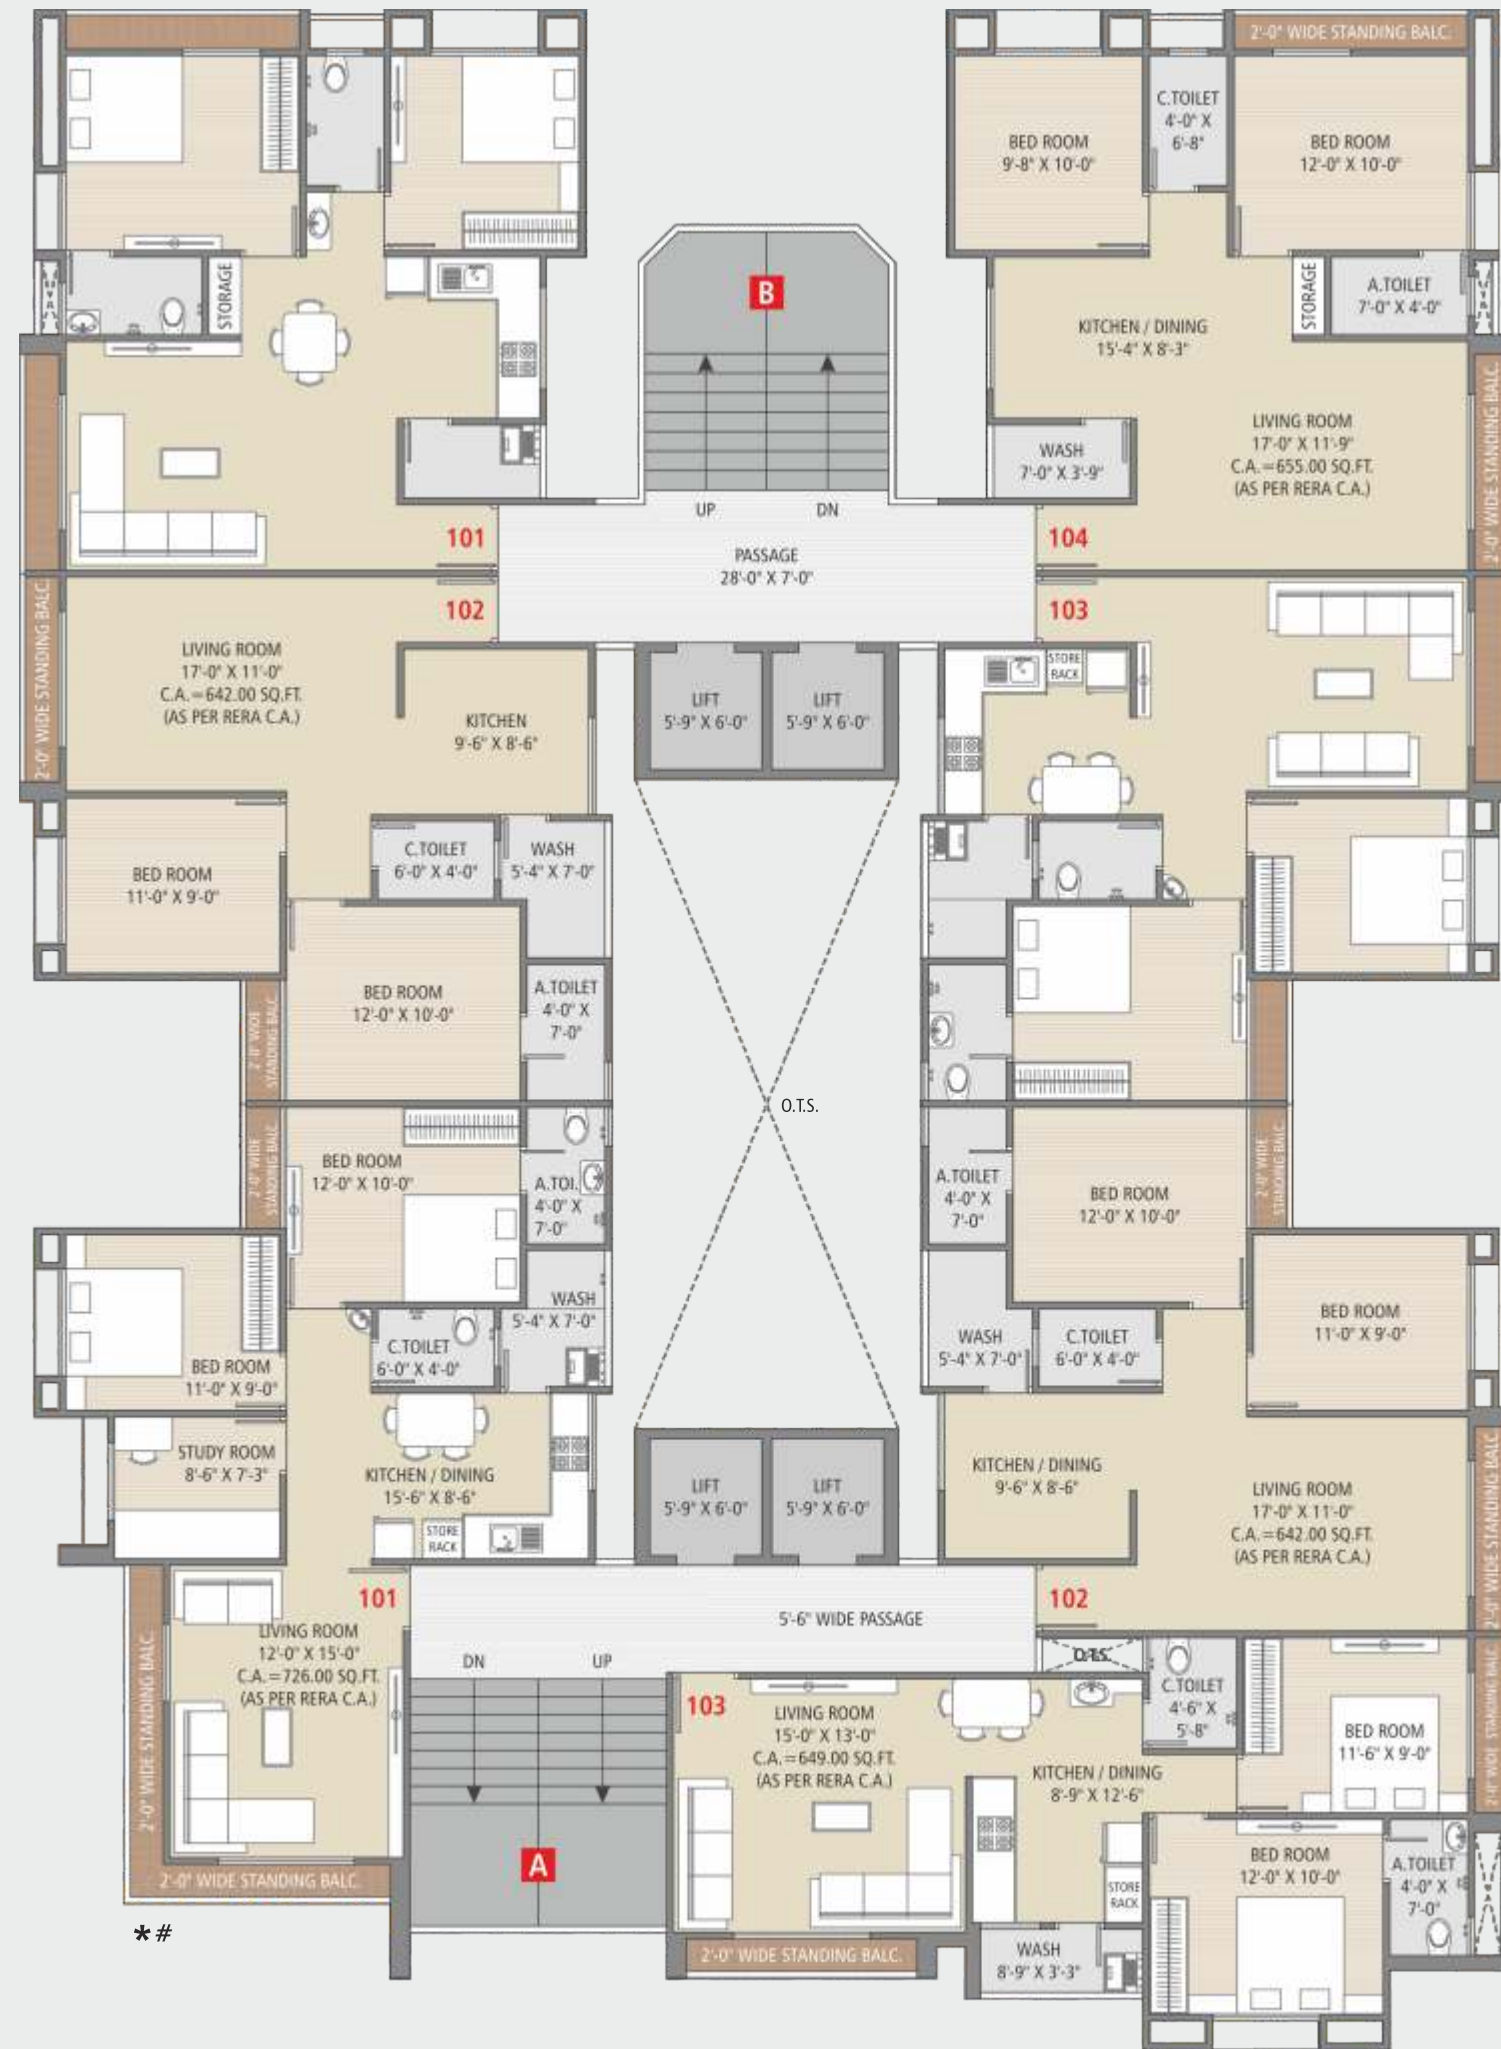 2'-0" WIDE STANDING BALC.
C.TOILET
4'-0" X
6'-8"
BED ROOM
9'-8" X 10'-0"
BED ROOM
12'-0" X 10'-0"
B
STORAGE
STORAGE
A.TOILET
7'-0" X 4'-0"
KITCHEN / DINING
15'-4" X 8'-3"
2'-0" WIDE STANDING BALC.
LIVING ROOM
17'-0" X 11'-9"
C.A.=655.00 SQ.FT.
(AS PER RERA C.A.)
WASH
7'-0" X 3'-9"
UP
DN
101
104
PASSAGE
28'-0" X 7'-0"
102
103
2'-0" WIDE STANDING BALC.
LIVING ROOM
17'-0" X 11'-0"
C.A.=642.00 SQ.FT.
(AS PER RERA C.A.)
KITCHEN
9'-6" X 8'-6"
LIFT
5'-9" X 6'-0"
LIFT
5'-9" X 6'-0"
STORE
RACK
C.TOILET
6'-0" X 4'-0"
WASH
5'-4" X 7'-0"
BED ROOM
11'-0" X 9'-0"
BED ROOM
12'-0" X 10'-0"
A.TOILET
4'-0" X
7'-0"
2'-0" WIDE
STANDING BALC.
O.T.S.
2'-0" WIDE
STANDING BALC.
BED ROOM
12'-0" X 10'-0"
A.TOI.
4'-0" X
7'-0"
A.TOILET
4'-0" X
7'-0"
BED ROOM
12'-0" X 10'-0"
2'-0" WIDE
STANDING BALC.
WASH
5'-4" X 7'-0"
C.TOILET
6'-0" X 4'-0"
BED ROOM
11'-0" X 9'-0"
WASH
5'-4" X 7'-0"
C.TOILET
6'-0" X 4'-0"
BED ROOM
11'-0" X 9'-0"
STUDY ROOM
8'-6" X 7'-3"
KITCHEN / DINING
15'-6" X 8'-6"
STORE
RACK
LIFT
5'-9" X 6'-0"
LIFT
5'-9" X 6'-0"
KITCHEN / DINING
9'-6" X 8'-6"
LIVING ROOM
17'-0" X 11'-0"
C.A.=642.00 SQ.FT.
(AS PER RERA C.A.)
2'-0" WIDE STANDING BALC.
101
102
5'-6" WIDE PASSAGE
LIVING ROOM
12'-0" X 15'-0"
C.A.=726.00 SQ.FT.
(AS PER RERA C.A.)
2'-0" WIDE STANDING BALC.
DN
UP
O.T.S.
C.TOILET
4'-6" X
5'-8"
103
LIVING ROOM
15'-0" X 13'-0"
C.A.=649.00 SQ.FT.
(AS PER RERA C.A.)
KITCHEN / DINING
8'-9" X 12'-6"
BED ROOM
11'-6" X 9'-0"
2'-0" WIDE STANDING BALC.
A
BED ROOM
12'-0" X 10'-0"
A.TOILET
4'-0" X
7'-0"
STORE
RACK
2'-0" WIDE STANDING BALC.
*#
2'-0" WIDE STANDING BALC.
WASH
8'-9" X 3'-3"